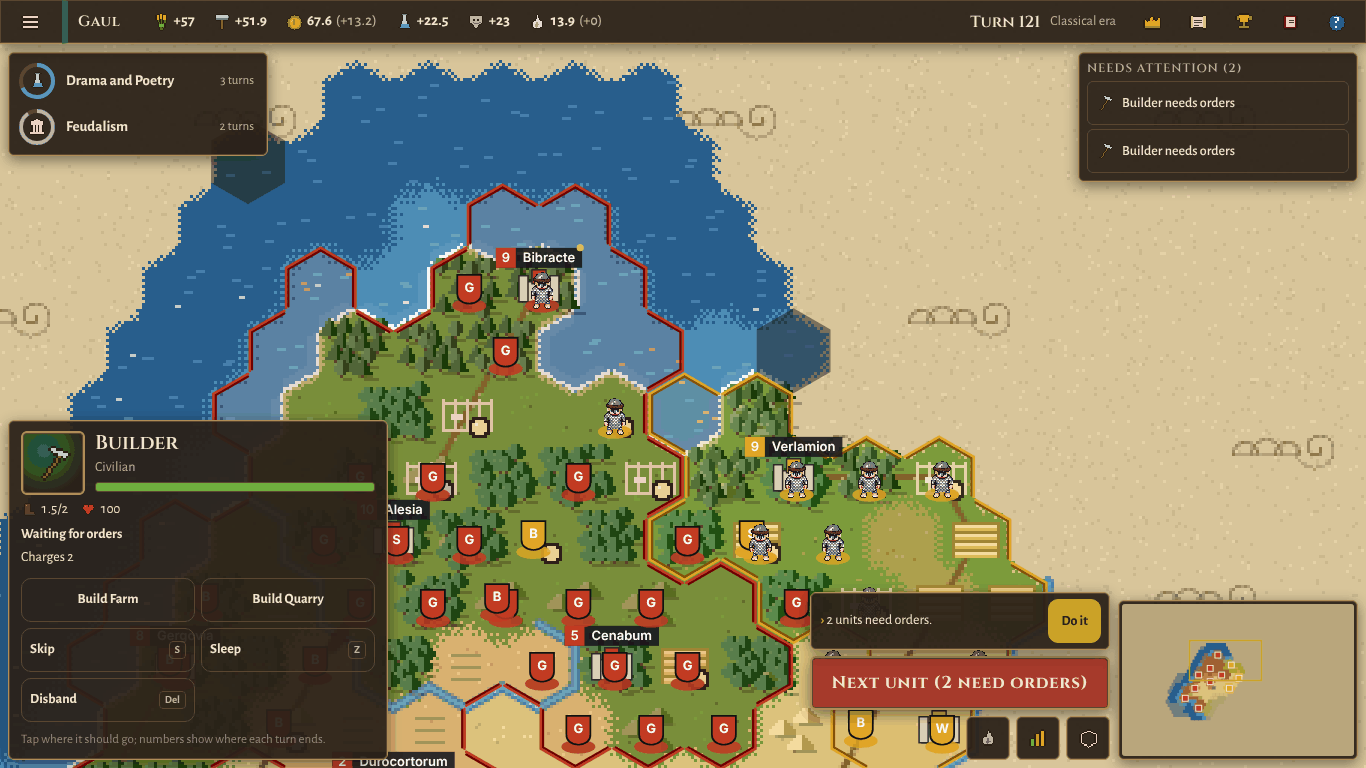 GAUL
+57
+51.9
67.6 (+13.2)
+22.5
+23
13.9 (+0)
TURN 121 Classical era
?
Drama and Poetry 3 turns
Feudalism 2 turns
NEEDS ATTENTION (2)
Builder needs orders
Builder needs orders
9 Bibracte
G
G
G
9 Verlamion
G
G
Alesia
S
G
B
G
G
B
G
G
G
5 Cenabum
G
G
G
G
G
G
B
W
2 Durocortorum
BUILDER
Civilian
1.5/2 100
Waiting for orders
Charges 2
Build Farm
Build Quarry
Skip S
Sleep Z
Disband Del
Tap where it should go; numbers show where each turn ends.
› 2 units need orders.
Do it
NEXT UNIT (2 NEED ORDERS)